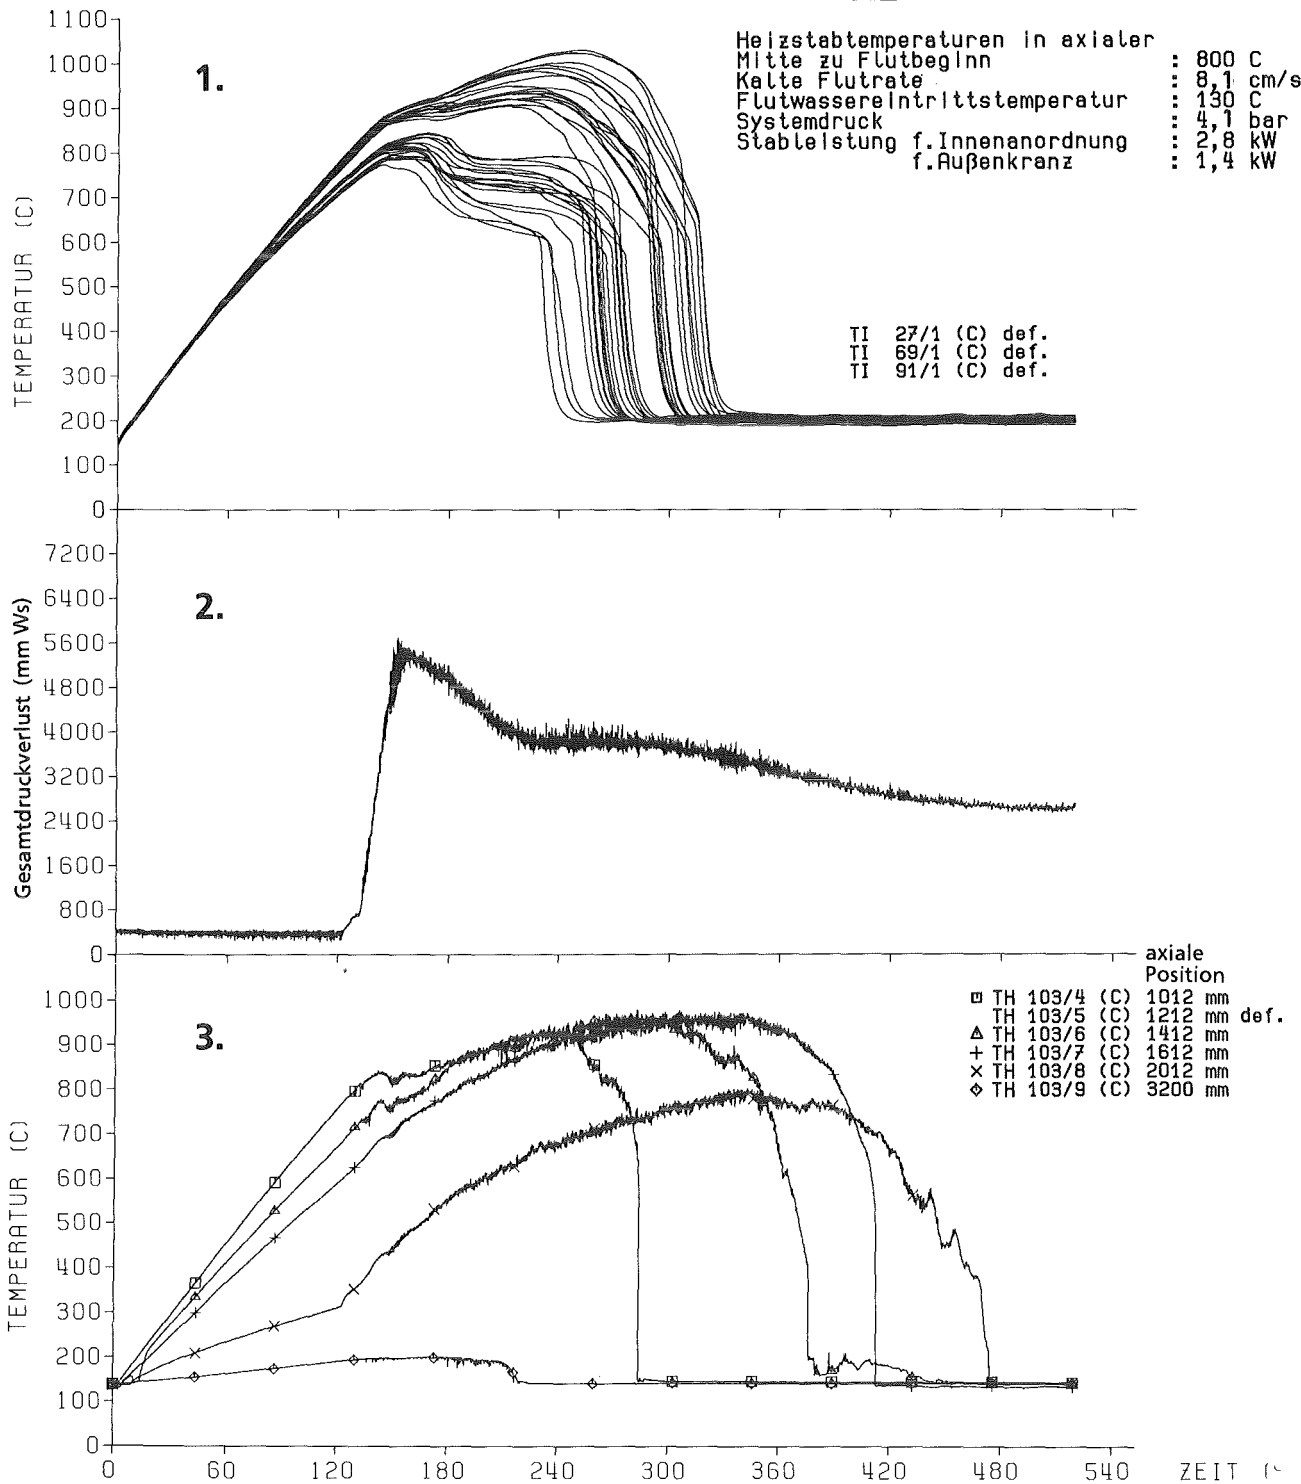 1100
1000
900
800
700
600
500
400
300
200
100
0
TEMPERATUR (C)
1.
Heizstabtemperaturen in axialer
Mitte zu Flutbeginn : 800 C
Kalte Flutrate : 8,1 cm/s
Flutwassereintrittstemperatur : 130 C
Systemdruck : 4,1 bar
Stableistung f.Innenanordnung : 2,8 kW
f.Außenkranz : 1,4 kW
TI 27/1 (C) def.
TI 69/1 (C) def.
TI 91/1 (C) def.
7200
6400
5600
4800
4000
3200
2400
1600
800
0
Gesamtdruckverlust (mm Ws)
2.
axiale
Position
TH 103/4 (C) 1012 mm
TH 103/5 (C) 1212 mm def.
TH 103/6 (C) 1412 mm
TH 103/7 (C) 1612 mm
TH 103/8 (C) 2012 mm
TH 103/9 (C) 3200 mm
3.
1000
900
800
700
600
500
400
300
200
100
0
TEMPERATUR (C)
0 60 120 180 240 300 360 420 480 540 ZEIT